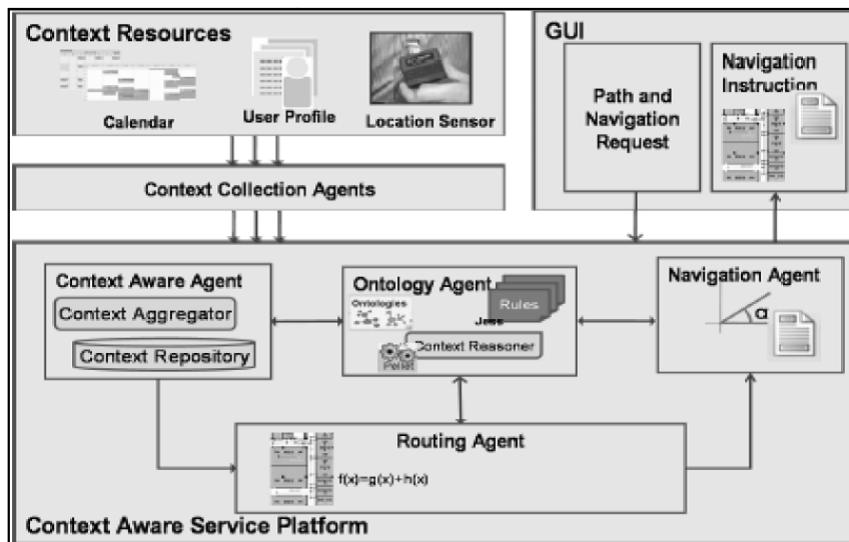 Context Resources
Calendar
User Profile
Location Sensor
Context Collection Agents
GUI
Path and
Navigation
Request
Navigation
Instruction
Context Aware Agent
Context Aggregator
Context Repository
Ontology Agent
Ontologies
Rules
Jess
Context Reasoner
Pellet
Navigation Agent
α
Routing Agent
f(x)=g(x)+h(x)
Context Aware Service Platform